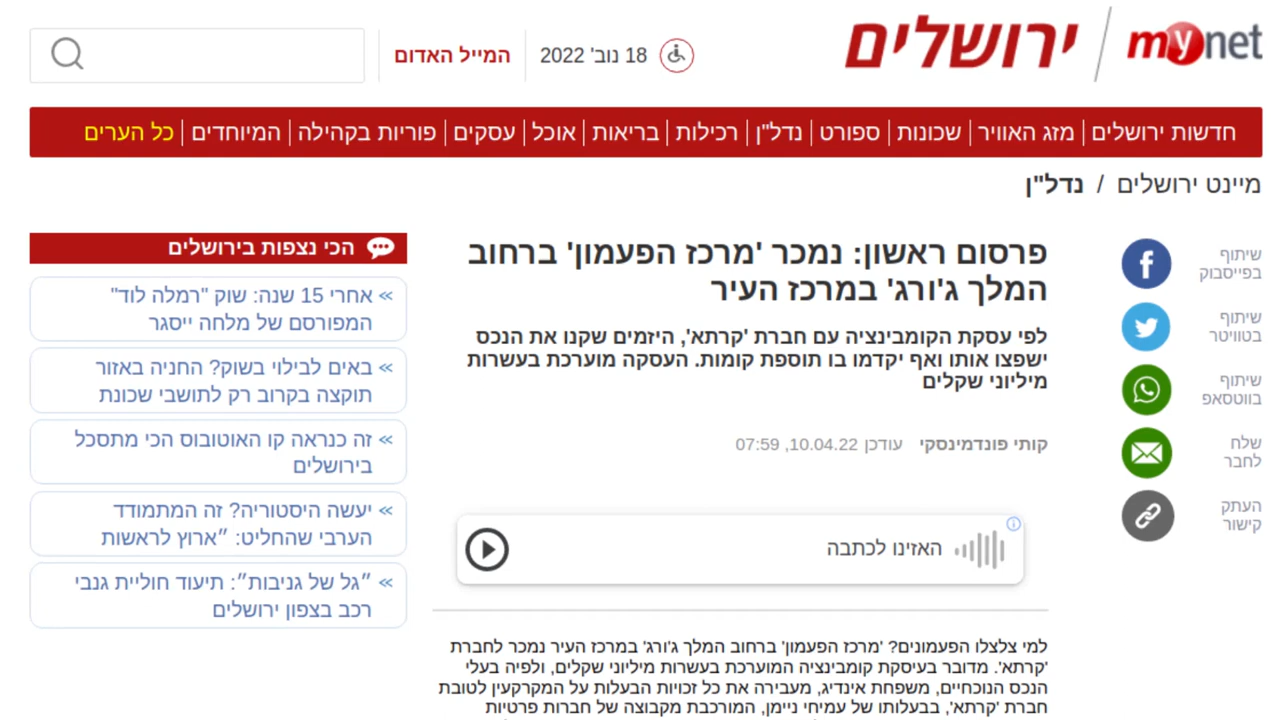 mynet ירושלים
18 נוב' 2022
המייל האדום
חדשות ירושלים
מזג האוויר
שכונות
ספורט
נדל"ן
רכילות
בריאות
אוכל
עסקים
פוריות בקהילה
המיוחדים
כל הערים
מיינט ירושלים / נדל"ן
שיתוף
בפייסבוק
שיתוף
בטוויטר
שיתוף
בווטסאפ
שלח
לחבר
העתק
קישור
פרסום ראשון: נמכר 'מרכז הפעמון' ברחוב
המלך ג'ורג' במרכז העיר
לפי עסקת הקומבינציה עם חברת 'קרתא', היזמים שקנו את הנכס
ישפצו אותו ואף יקדמו בו תוספת קומות. העסקה מוערכת בעשרות
מיליוני שקלים
קותי פונדמינסקי עודכן 10.04.22, 07:59
האזינו לכתבה
למי צלצלו הפעמונים? 'מרכז הפעמון' ברחוב המלך ג'ורג' במרכז העיר נמכר לחברת
'קרתא'. מדובר בעיסקת קומבינציה המוערכת בעשרות מיליוני שקלים, ולפיה בעלי
הנכס הנוכחיים, משפחת אינדיג, מעבירה את כל זכויות הבעלות על המקרקעין לטובת
חברת 'קרתא', בבעלותו של עמיחי ניימן, המורכבת מקבוצה של חברות פרטיות
הכי נצפות בירושלים
אחרי 15 שנה: שוק "רמלה לוד"
המפורסם של מלחה ייסגר
באים לבילוי בשוק? החניה באזור
תוקצה בקרוב רק לתושבי שכונת
זה כנראה קו האוטובוס הכי מתסכל
בירושלים
יעשה היסטוריה? זה המתמודד
הערבי שהחליט: ״ארוץ לראשות
״גל של גניבות״: תיעוד חוליית גנבי
רכב בצפון ירושלים